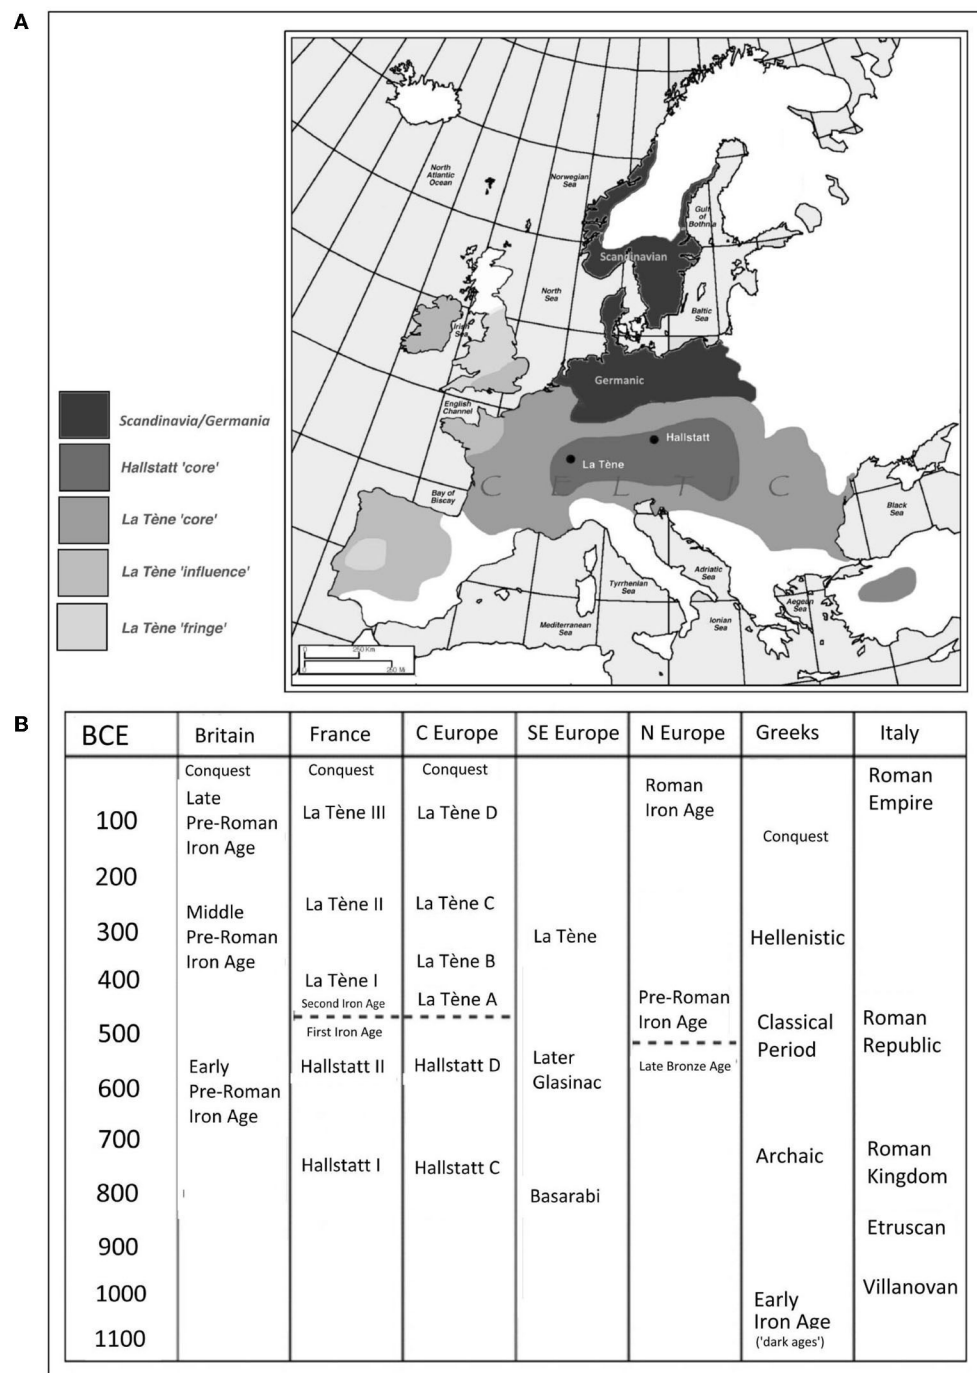 A
North
Atlantic
Ocean
Norwegian
Sea
Gulf
of
Bothnia
Scandinavian
North
Sea
Irish
Sea
Baltic
Sea
Germanic
English
Channel
Hallstatt
La Tène
CELTIC
Bay of
Biscay
Black
Sea
Adriatic
Sea
Tyrrhenian
Sea
Aegean
Sea
Ionian
Sea
Mediterranean
Sea
0 250 Km
0 250 Mi
Scandinavia/Germania
Hallstatt 'core'
La Tène 'core'
La Tène 'influence'
La Tène 'fringe'
B
BCE Britain France C Europe SE Europe N Europe Greeks Italy
Conquest Conquest Conquest
Roman
Iron Age
Roman
Empire
100
Late
Pre-Roman
Iron Age
La Tène III La Tène D
Conquest
200
La Tène II La Tène C
300
Middle
Pre-Roman
Iron Age
La Tène
Hellenistic
La Tène B
400
La Tène I
Second Iron Age
La Tène A
Pre-Roman
Iron Age
500
First Iron Age
Classical
Period
Roman
Republic
Late Bronze Age
Hallstatt II Hallstatt D
Later
Glasinac
600
Early
Pre-Roman
Iron Age
700
Hallstatt I Hallstatt C
Archaic
Roman
Kingdom
800
Basarabi
Etruscan
900
1000
Villanovan
Early
Iron Age
('dark ages')
1100